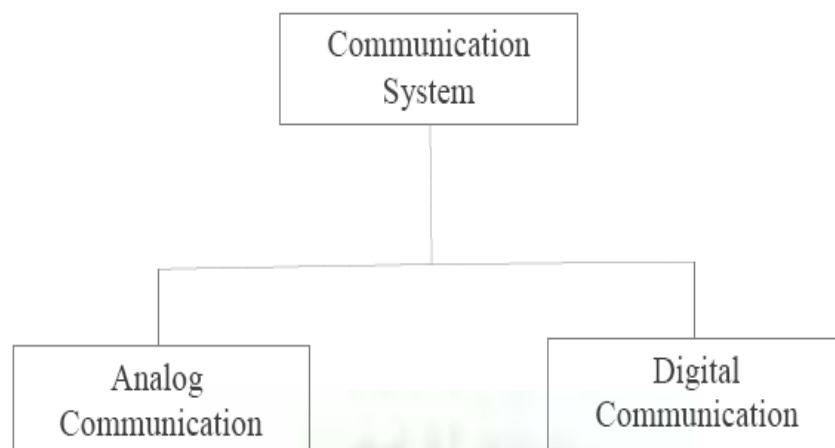 Communication
System
Analog
Communication
Digital
Communication